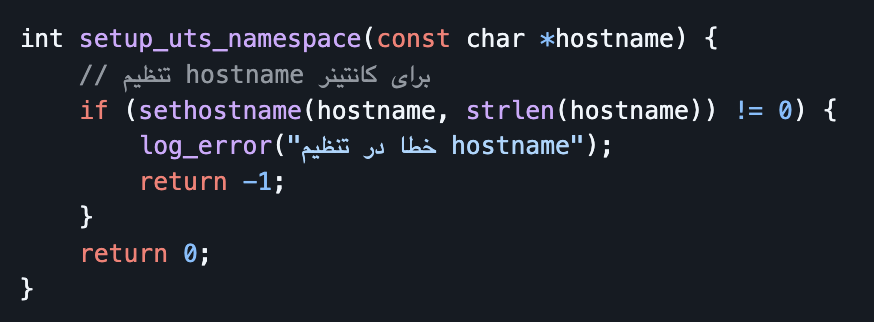 int setup_uts_namespace(const char *hostname) {
    // تنظیم hostname برای کانتینر
    if (sethostname(hostname, strlen(hostname)) != 0) {
        log_error("خطا در تنظیم hostname");
        return -1;
    }
    return 0;
}